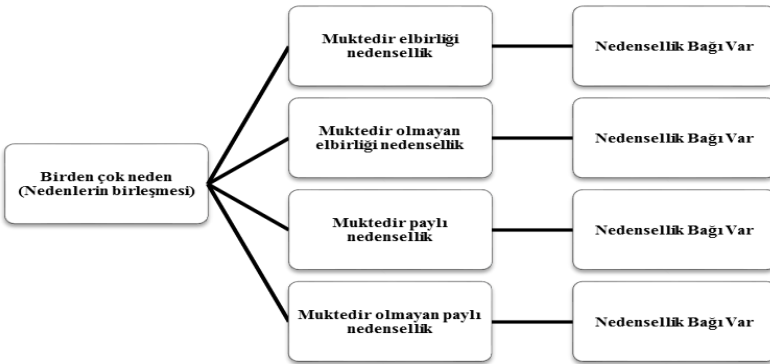 Birden çok neden
(Nedenlerin birleşmesi)
Muktedir elbirliği
nedensellik
Nedensellik Bağı Var
Muktedir olmayan
elbirliği nedensellik
Nedensellik Bağı Var
Muktedir paylı
nedensellik
Nedensellik Bağı Var
Muktedir olmayan paylı
nedensellik
Nedensellik Bağı Var